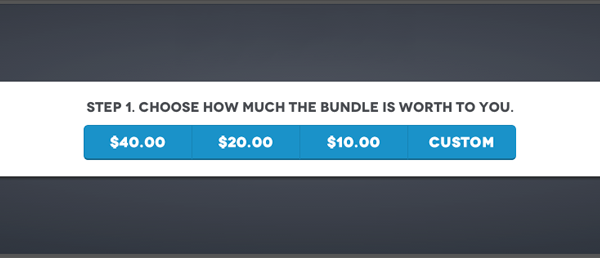 STEP 1. CHOOSE HOW MUCH THE BUNDLE IS WORTH TO YOU.
$40.00 $20.00 $10.00 CUSTOM